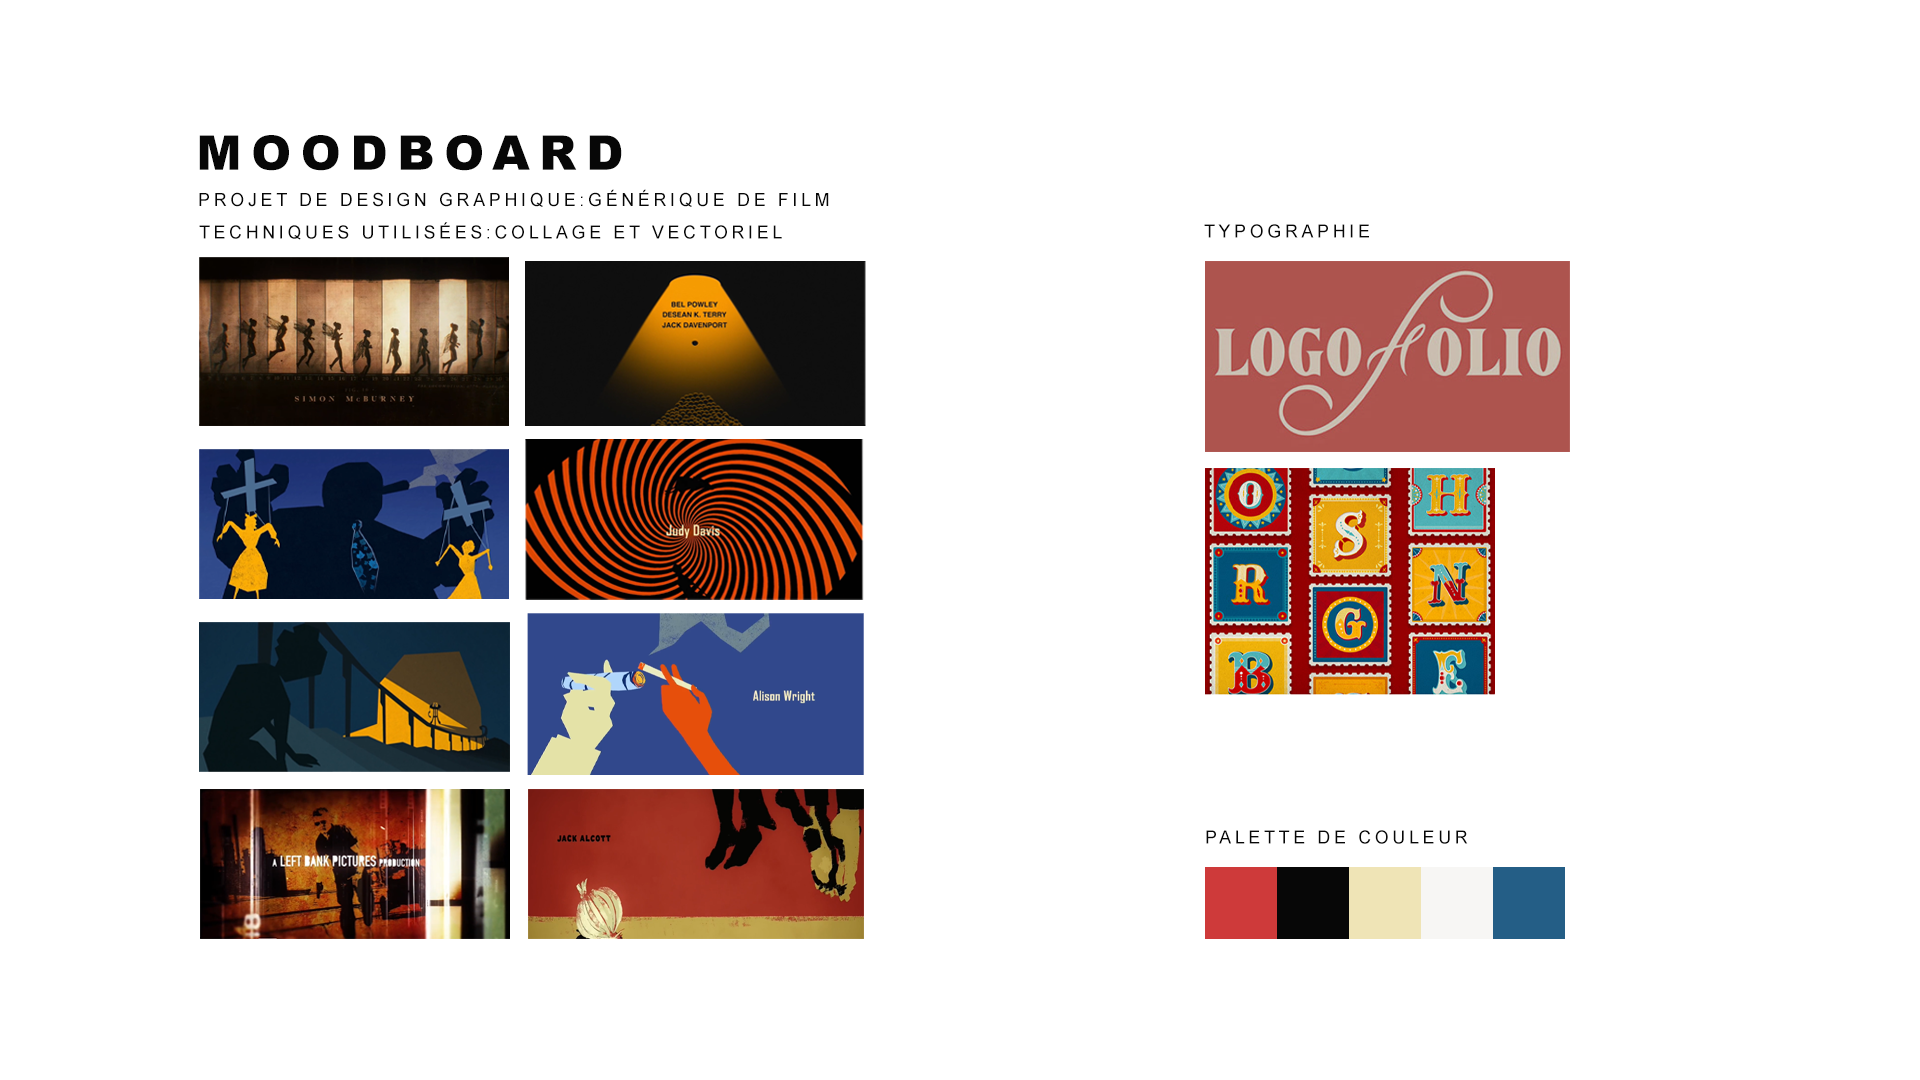 MOODBOARD
PROJET DE DESIGN GRAPHIQUE:GÉNÉRIQUE DE FILM
TECHNIQUES UTILISÉES:COLLAGE ET VECTORIEL
SIMON McBURNEY
BEL POWLEY
DESEAN K. TERRY
JACK DAVENPORT
Judy Davis
Alison Wright
A LEFT BANK PICTURES PRODUCTION
JACK ALCOTT
TYPOGRAPHIE
LOGOfOLIO
O
H
S
R
N
G
B
E
PALETTE DE COULEUR